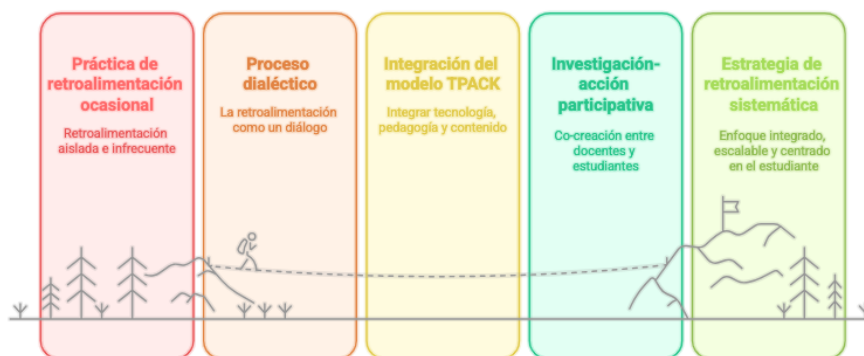 Práctica de
retroalimentación
ocasional
Retroalimentación
aislada e infrecuente
Proceso
dialéctico
La retroalimentación
como un diálogo
Integración del
modelo TPACK
Integrar tecnología,
pedagogía y contenido
Investigación-
acción
participativa
Co-creación entre
docentes y
estudiantes
Estrategia de
retroalimentación
sistemática
Enfoque integrado,
escalable y centrado
en el estudiante